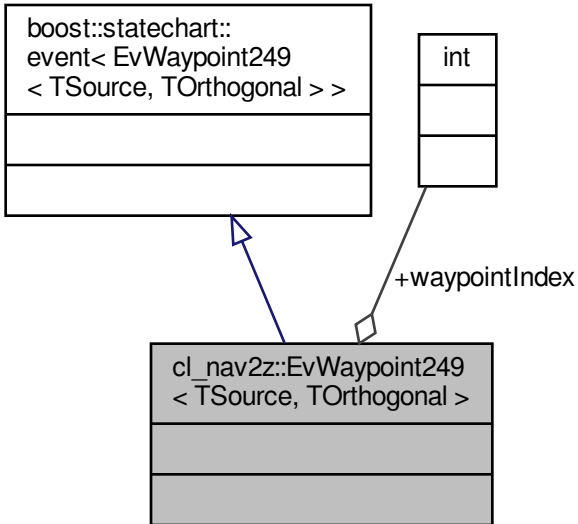 boost::statechart::
event< EvWaypoint249
< TSource, TOrthogonal > >
int
+waypointIndex
cl_nav2z::EvWaypoint249
< TSource, TOrthogonal >